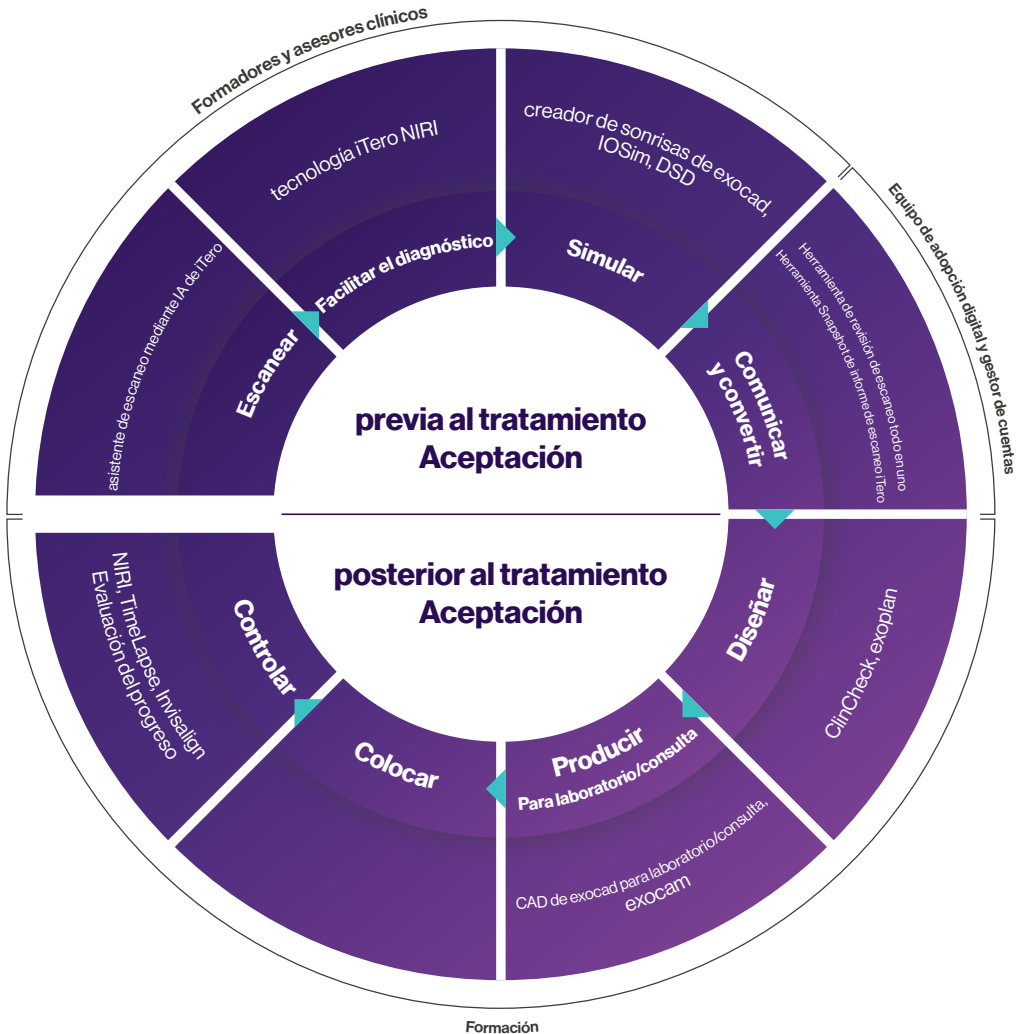 Formadores y asesores clínicos
tecnología iTero NIRI
creador de sonrisas de exocad,
IOSim, DSD
Equipo de adopción digital y gestor de cuentas
asistente de escaneo mediante IA de iTero
Escanear
Facilitar el diagnóstico
Simular
Comunicar
y convertir
Herramienta de revisión de escaneo todo en uno
Herramienta Snapshot de informe de escaneo iTero
previa al tratamiento
Aceptación
posterior al tratamiento
Aceptación
Diseñar
ClinCheck, exoplan
Producir
Para laboratorio/consulta
CAD de exocad para laboratorio/consulta,
exocam
Colocar
Controlar
NIRI, TimeLapse, Invisalign
Evaluación del progreso
Formación